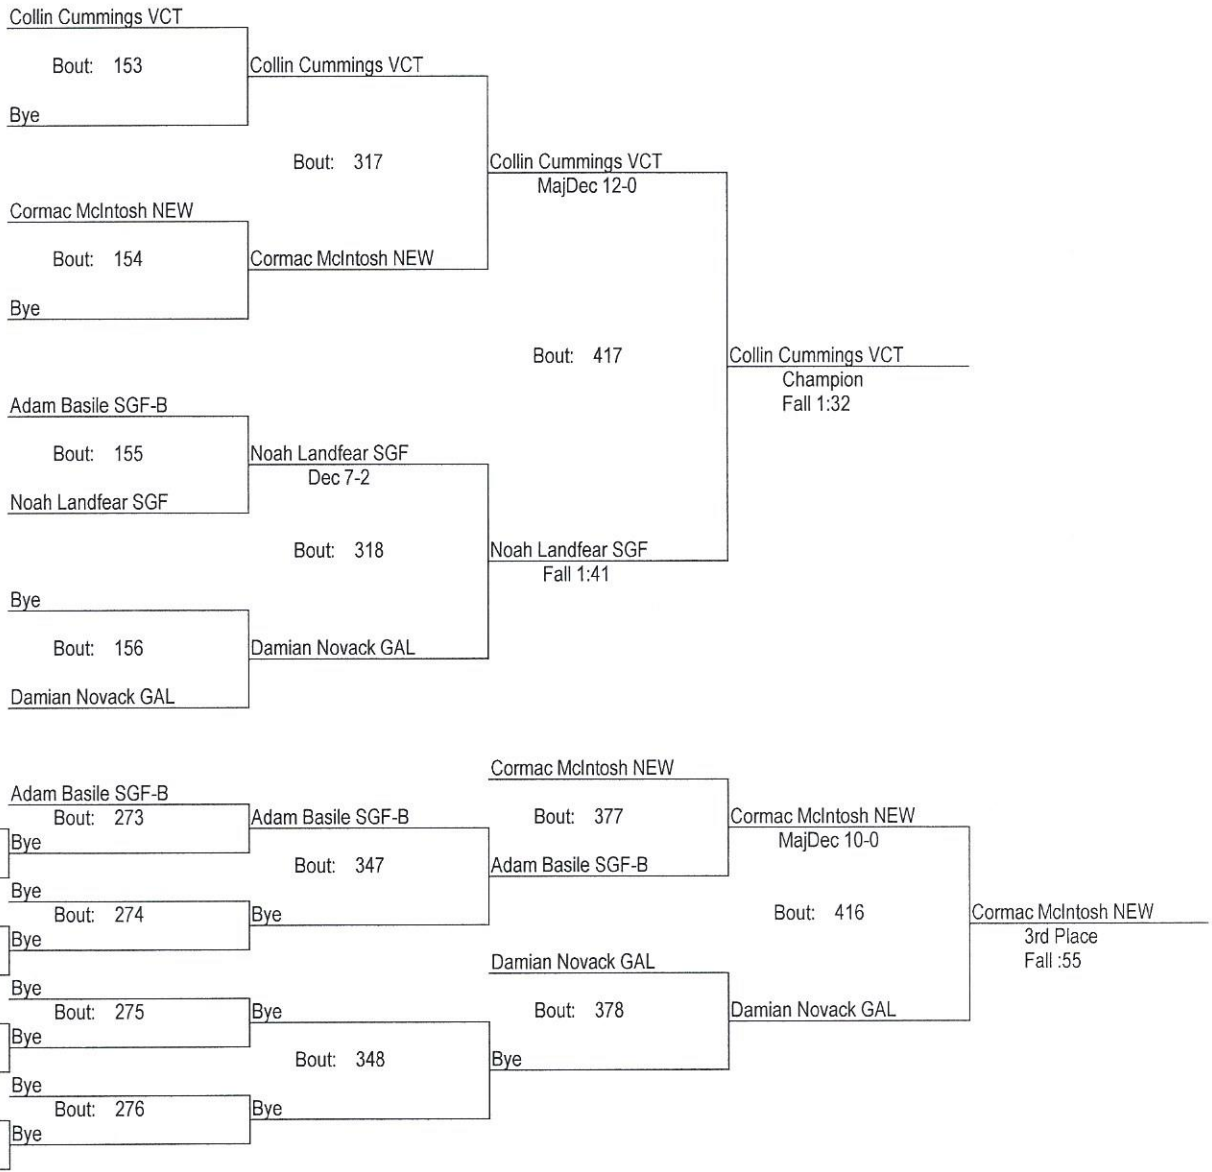 Collin Cummings VCT
Bout: 153
Collin Cummings VCT
Bye
Bout: 317
Collin Cummings VCT
MajDec 12-0
Cormac McIntosh NEW
Bout: 154
Cormac McIntosh NEW
Bye
Bout: 417
Collin Cummings VCT
Champion
Fall 1:32
Adam Basile SGF-B
Bout: 155
Noah Landfear SGF
Dec 7-2
Noah Landfear SGF
Bout: 318
Noah Landfear SGF
Fall 1:41
Bye
Bout: 156
Damian Novack GAL
Damian Novack GAL
Cormac McIntosh NEW
Adam Basile SGF-B
Bout: 273
Adam Basile SGF-B
Bout: 377
Cormac McIntosh NEW
MajDec 10-0
Bye
Bout: 347
Adam Basile SGF-B
Bye
Bout: 274
Bye
Bout: 416
Cormac McIntosh NEW
3rd Place
Fall :55
Bye
Damian Novack GAL
Bye
Bout: 275
Bye
Bout: 378
Damian Novack GAL
Bye
Bout: 348
Bye
Bye
Bout: 276
Bye
Bye